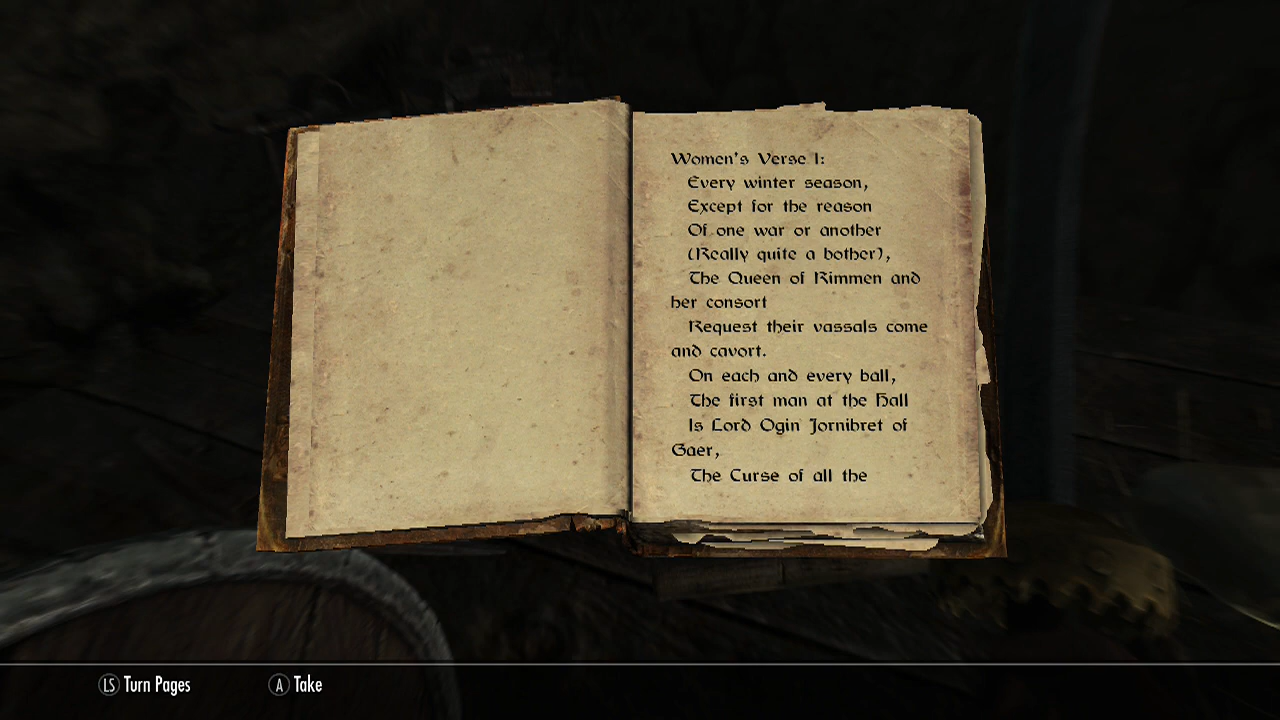 Women's Verse I:
Every winter season,
Except for the reason
Of one war or another
(Really quite a bother),
The Queen of Rimmen and
her consort
Request their vassals come
and cavort.
On each and every ball,
The first man at the Hall
Is Lord Ogin Jornibret of
Gaer,
The Curse of all the
LS Turn Pages
A Take